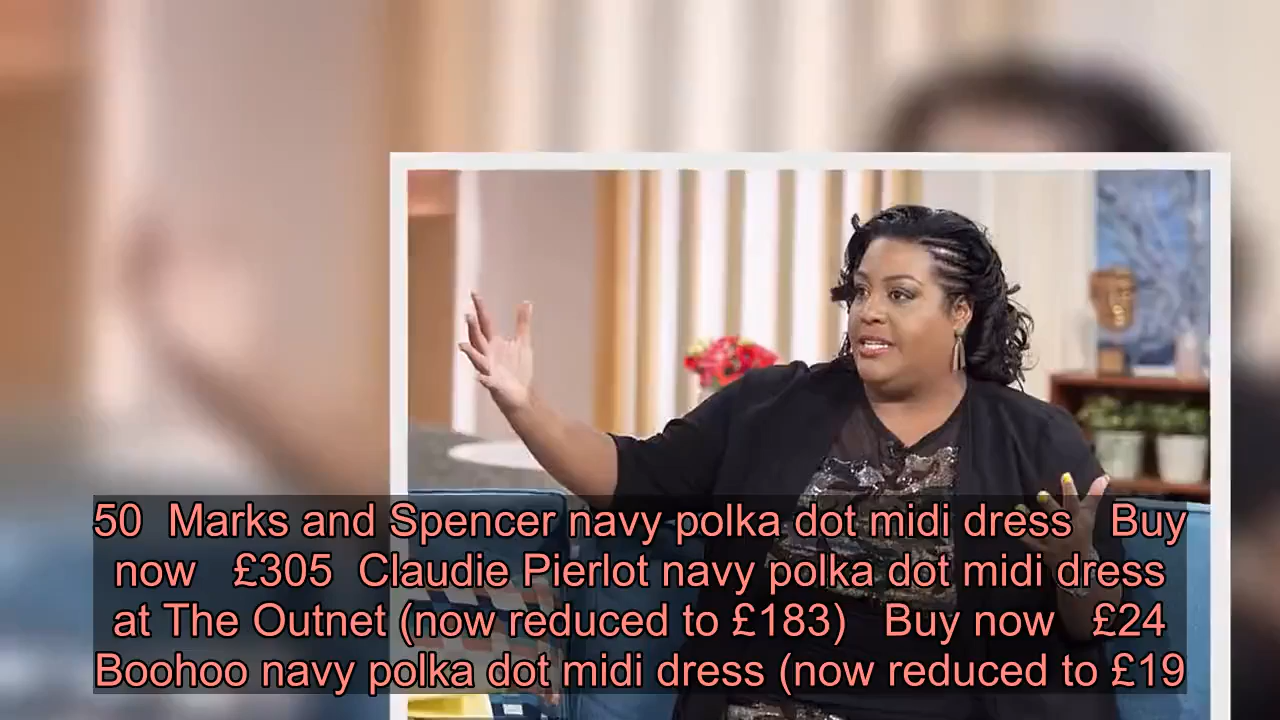 50 Marks and Spencer navy polka dot midi dress Buy
now £305 Claudie Pierlot navy polka dot midi dress
at The Outnet (now reduced to £183) Buy now £24
Boohoo navy polka dot midi dress (now reduced to £19